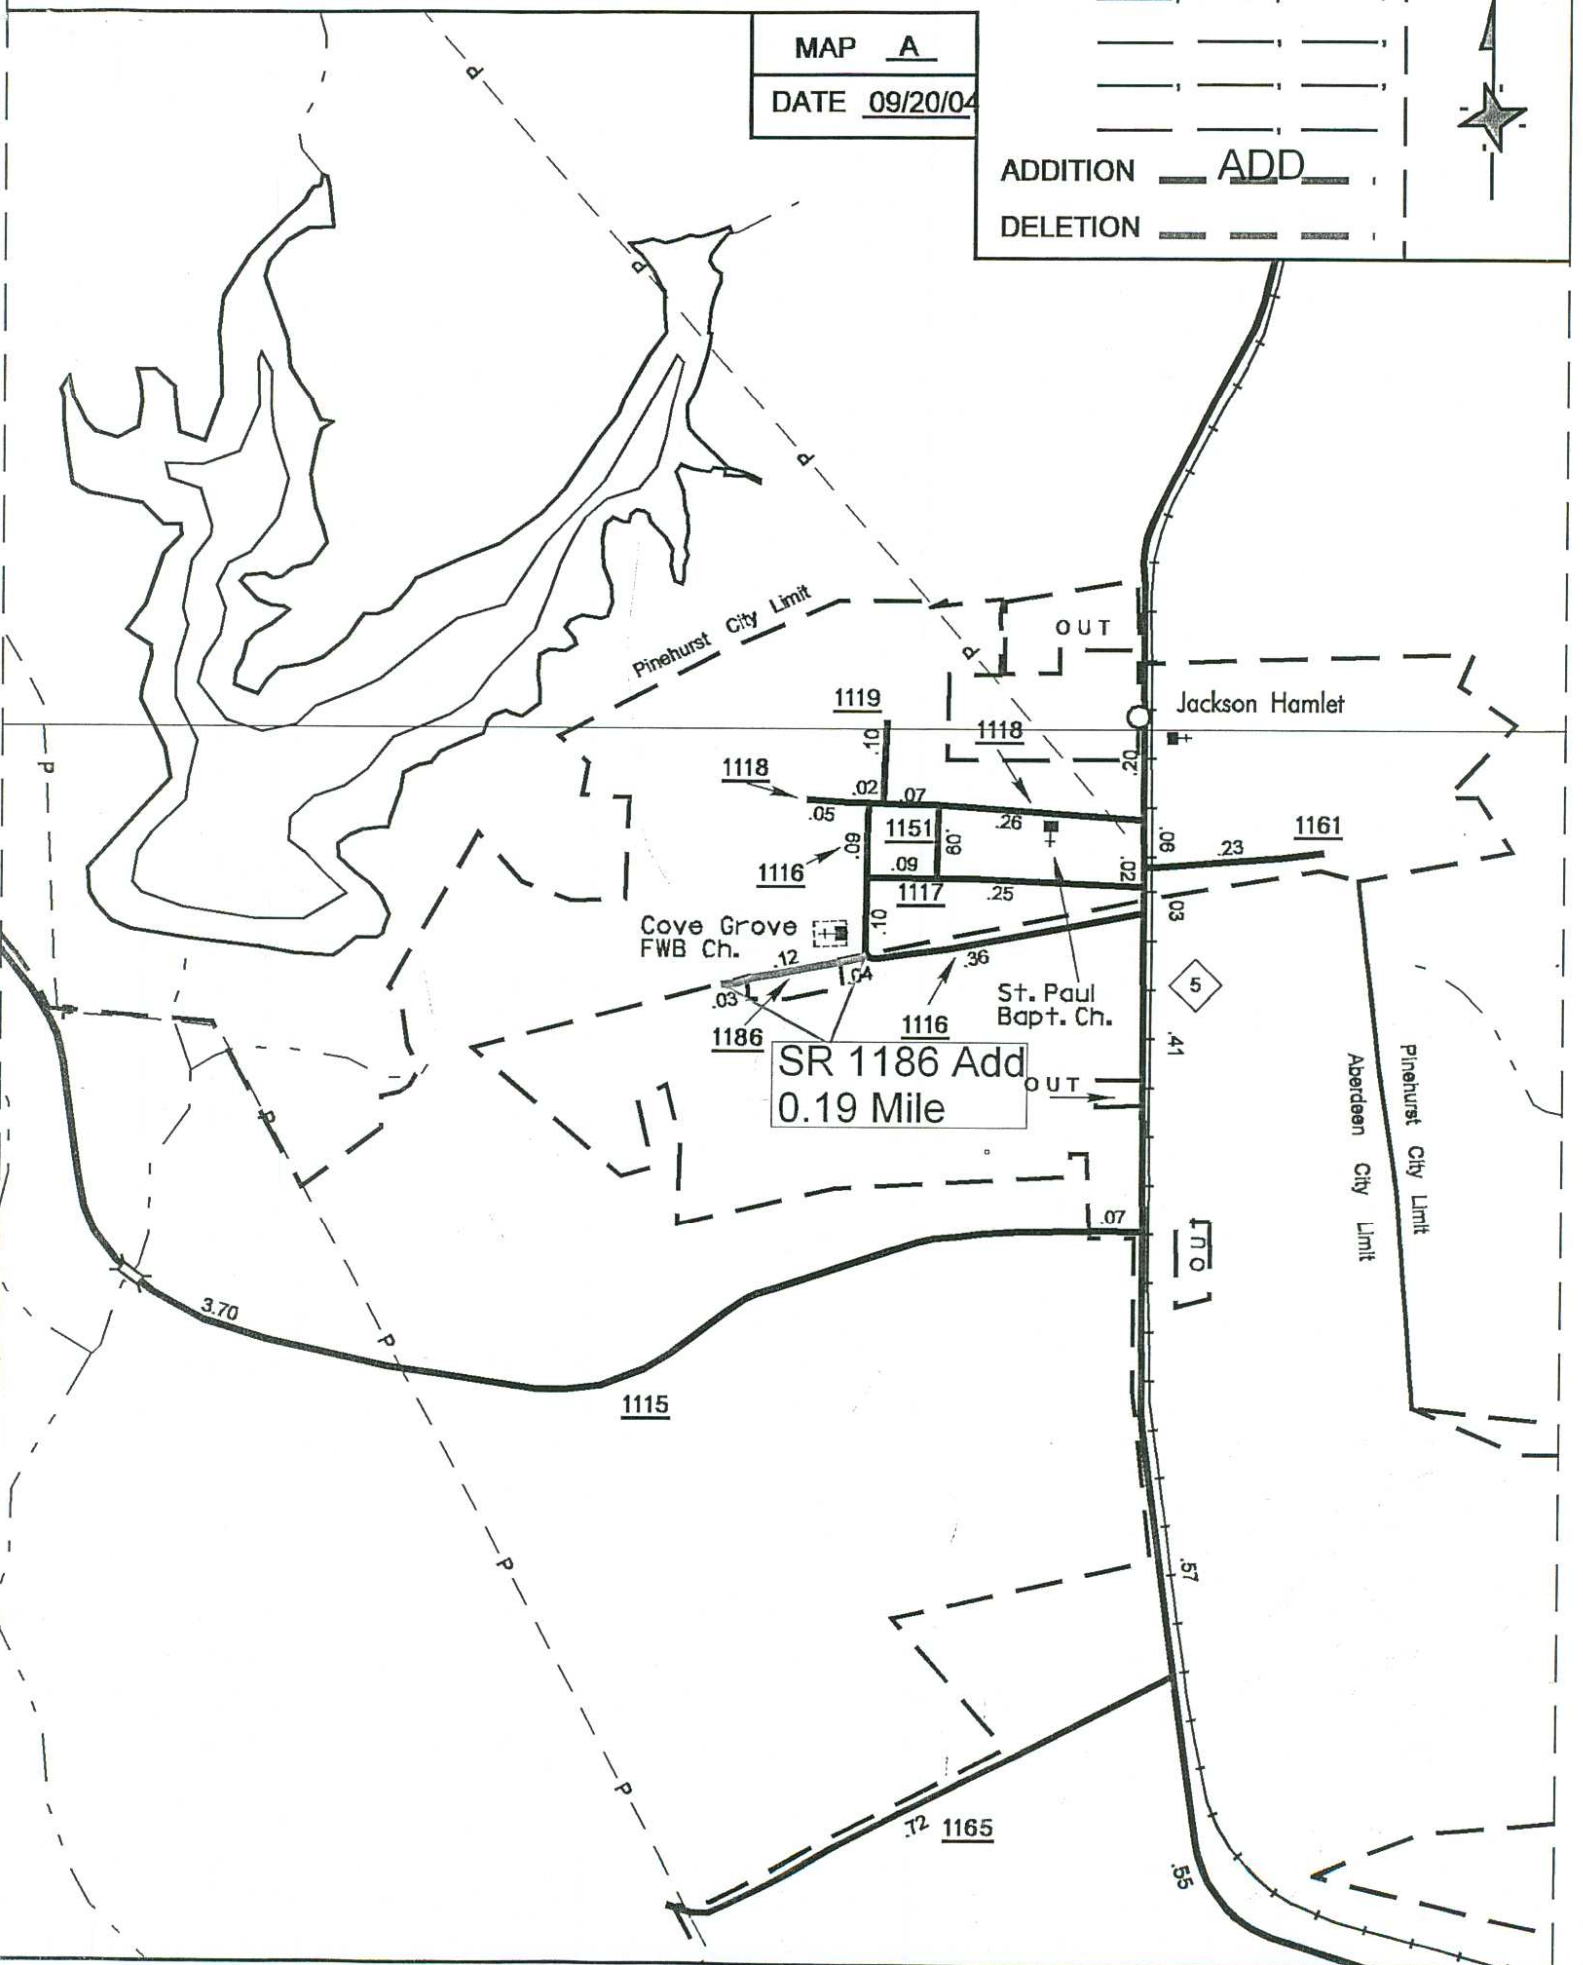 MAP A
DATE 09/20/04
ADDITION ADD
DELETION
P
P
P
P
Pinehurst City Limit
OUT
Jackson Hamlet
1119
.10
1118
.20
1118
.02
.07
.05
.26
1151
.09
.09
.06
1161
.23
1116
.09
.02
1117
.25
.03
Cove Grove
FWB Ch.
.10
.12
.04
.36
.03
5
St. Paul
Bapt. Ch.
1186
1116
.41
SR 1186 Add
0.19 Mile
OUT
Pinehurst City Limit
Aberdeen City Limit
P
P
.07
OUT
3.70
P
1115
P
.57
P
.72
1165
.55